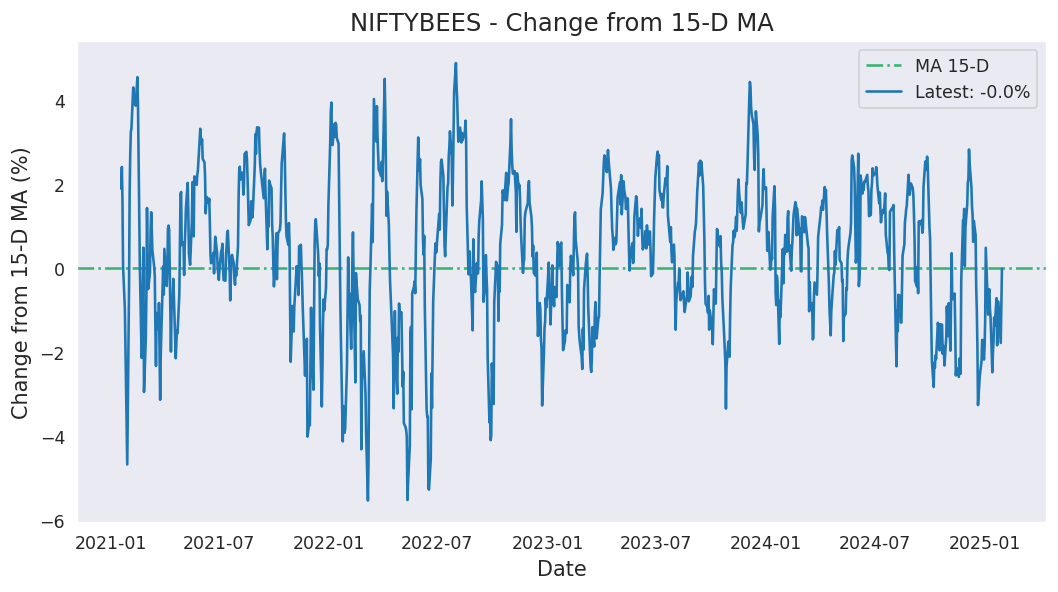 NIFTYBEES - Change from 15-D MA
MA 15-D
Latest: -0.0%
Change from 15-D MA (%)
4
2
0
−2
−4
−6
2021-01 2021-07 2022-01 2022-07 2023-01 2023-07 2024-01 2024-07 2025-01
Date